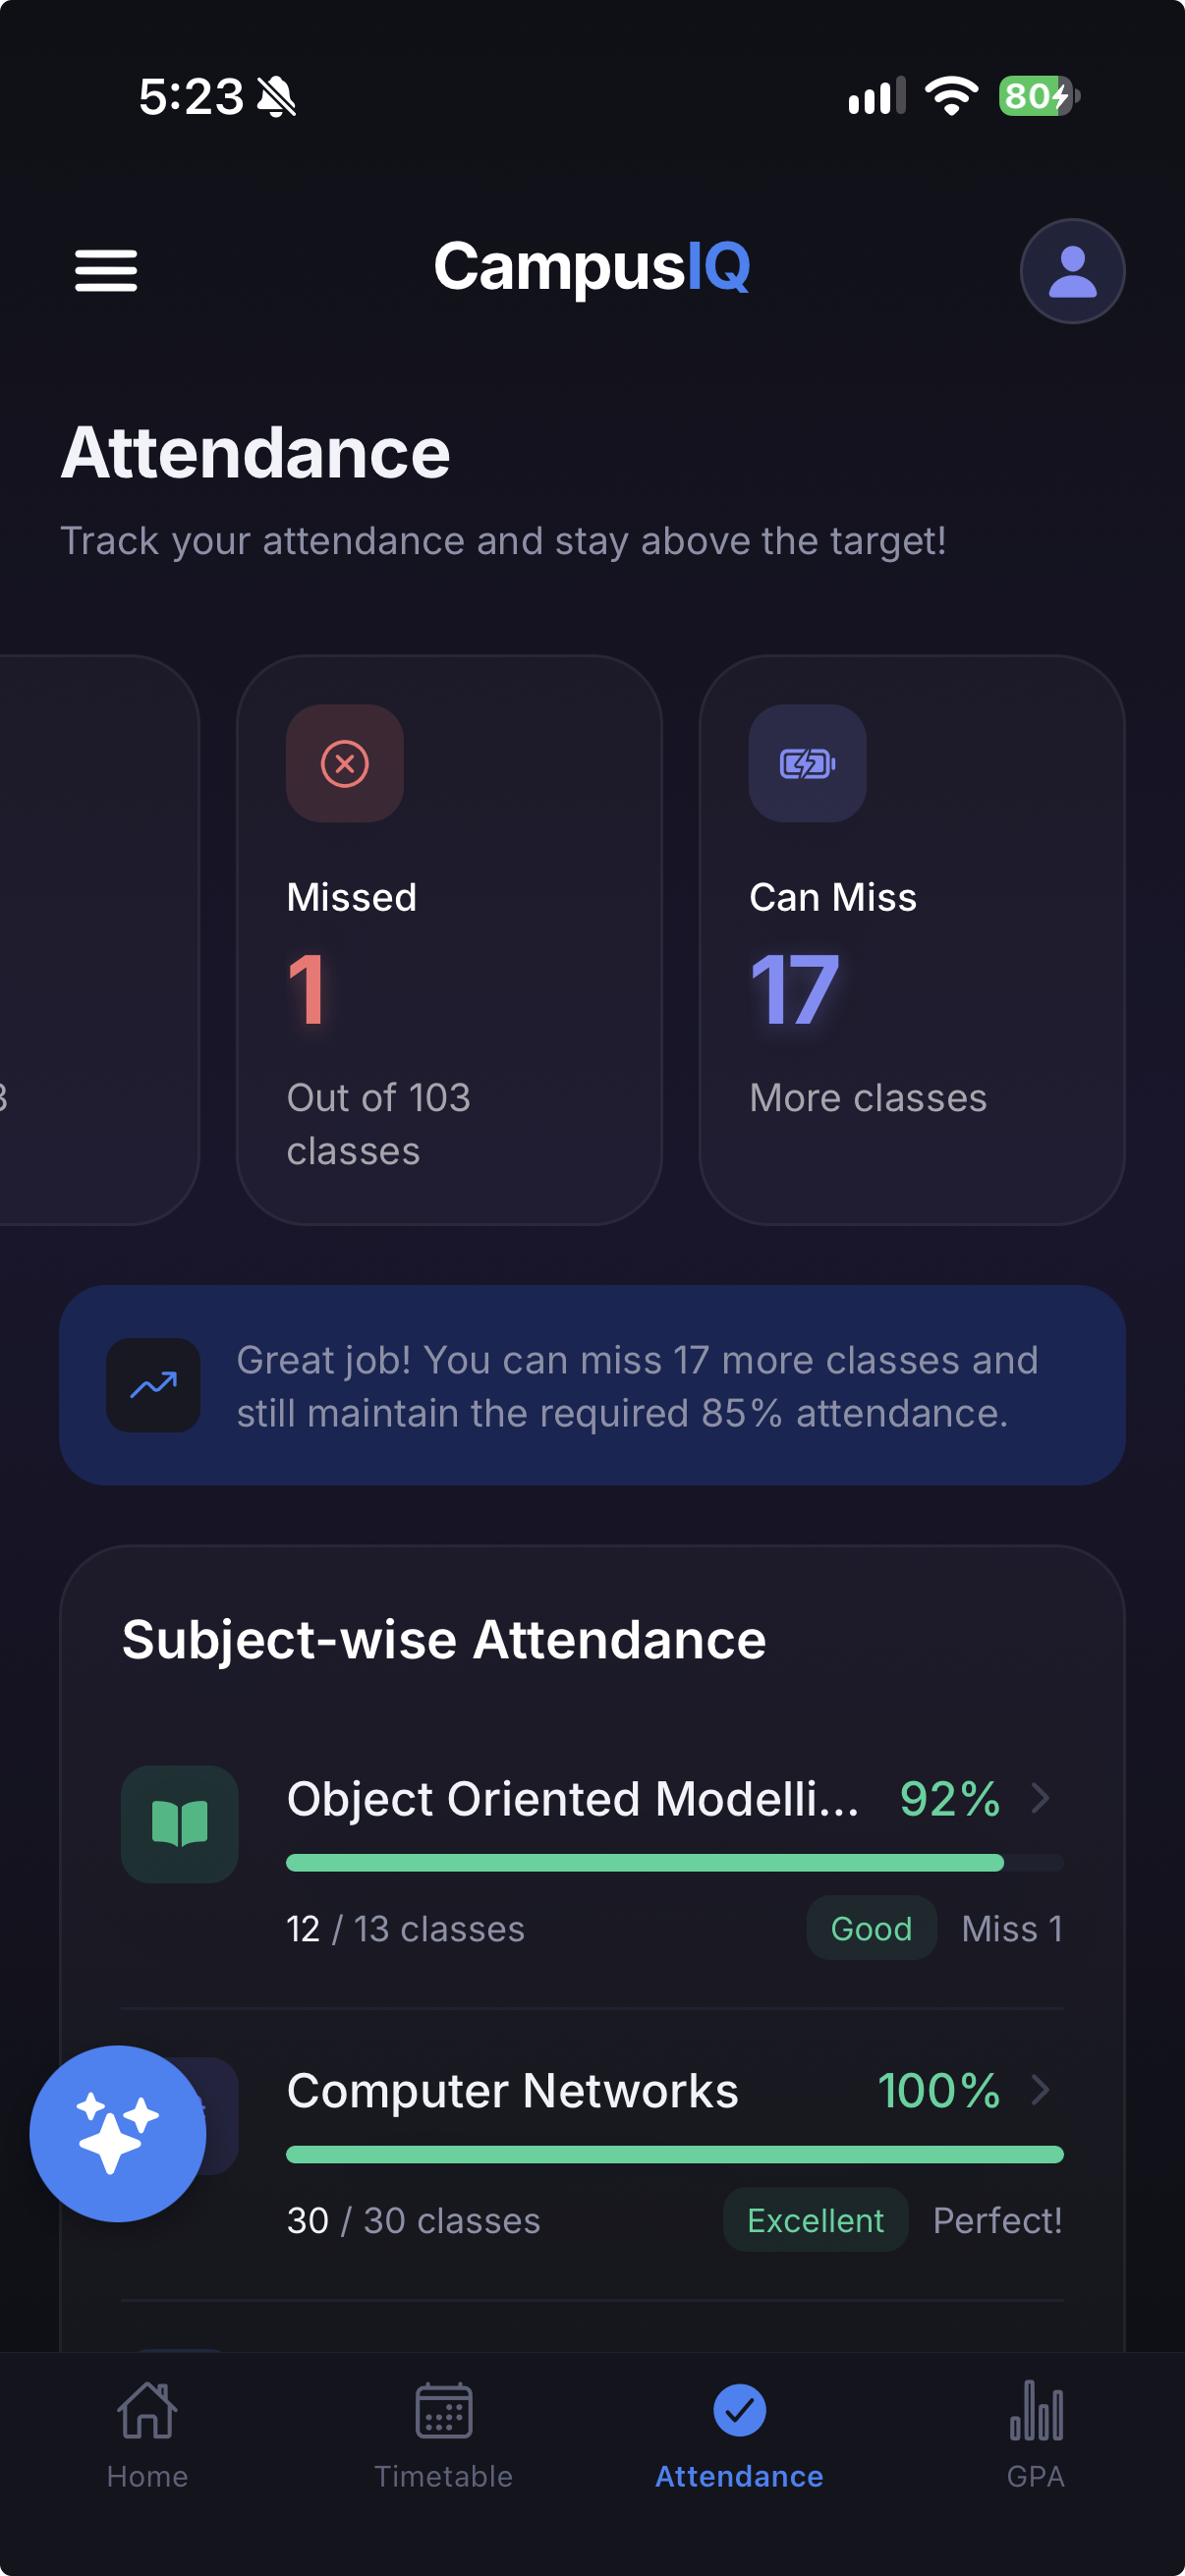 5:23
80
CampusIQ
Attendance
Track your attendance and stay above the target!
Missed
1
Out of 103
classes
Can Miss
17
More classes
Great job! You can miss 17 more classes and
still maintain the required 85% attendance.
Subject-wise Attendance
Object Oriented Modelli... 92%
12 / 13 classes Good Miss 1
Computer Networks 100%
30 / 30 classes Excellent Perfect!
Home Timetable Attendance GPA